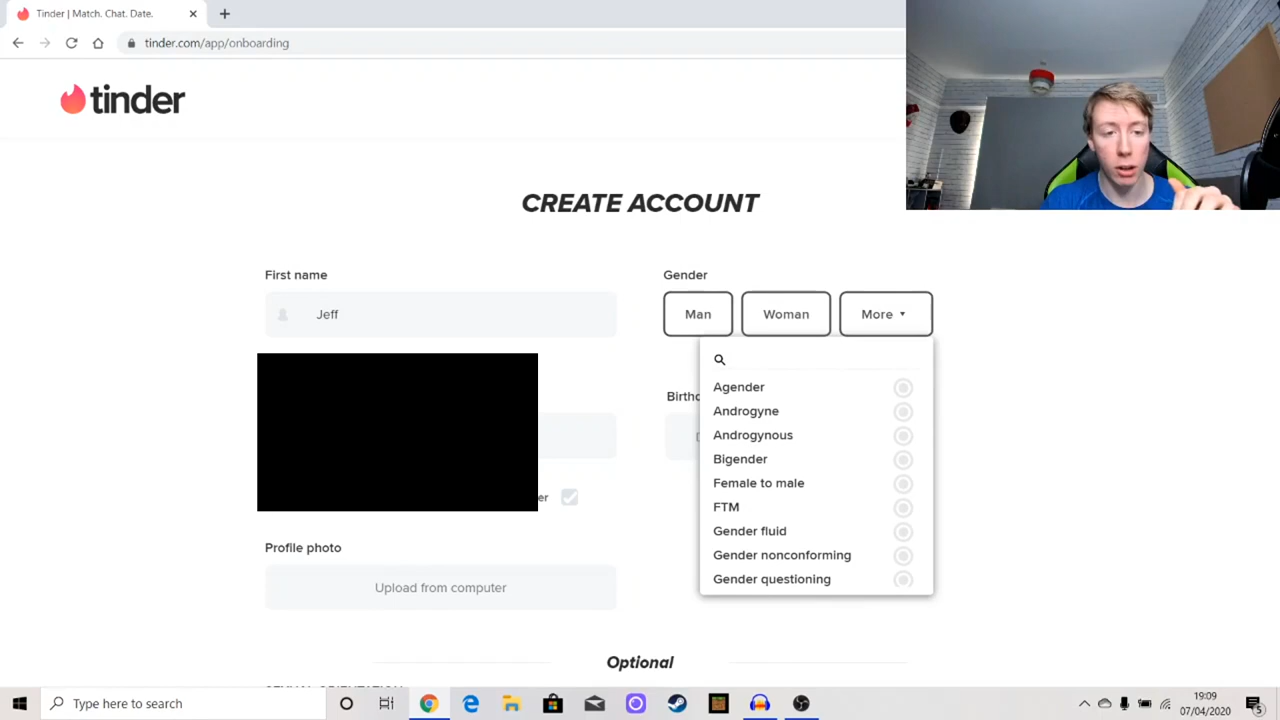 Tinder | Match. Chat. Date.
tinder.com/app/onboarding
tinder
CREATE ACCOUNT
First name
Gender
Jeff
Man
Woman
More
Agender
Androgyne
Androgynous
Bigender
Female to male
FTM
Gender fluid
Gender nonconforming
Gender questioning
Profile photo
Upload from computer
Optional
Type here to search
19:09
07/04/2020
5